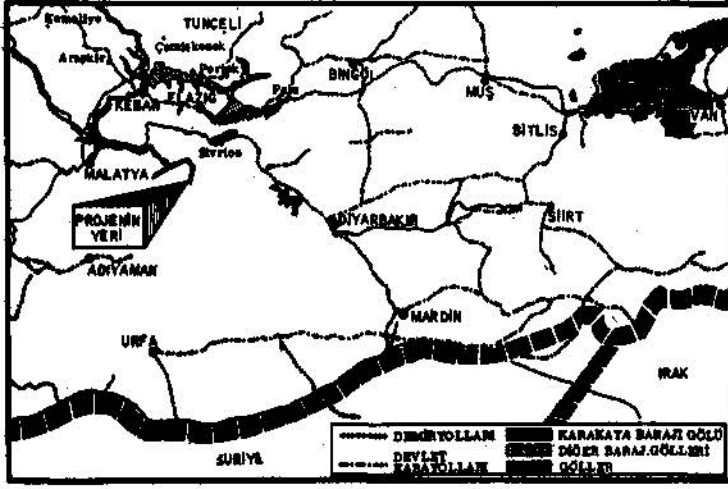 Kemaliye
TUNCELİ
Çemişkezek
Arapkir
Pertek
KEBAN
ELAZIĞ
Palu
BİNGÖL
MUŞ
VAN
BİTLİS
Sivrice
MALATYA
PROJENİN
YERİ
DİYARBAKIR
SİİRT
ADIYAMAN
MARDİN
URFA
IRAK
SURİYE
DEMİRYOLLARI
DEVLET
KARAYOLLARI
KARAKAYA BARAJI GÖLÜ
DİĞER BARAJ GÖLLERİ
GÖLLER